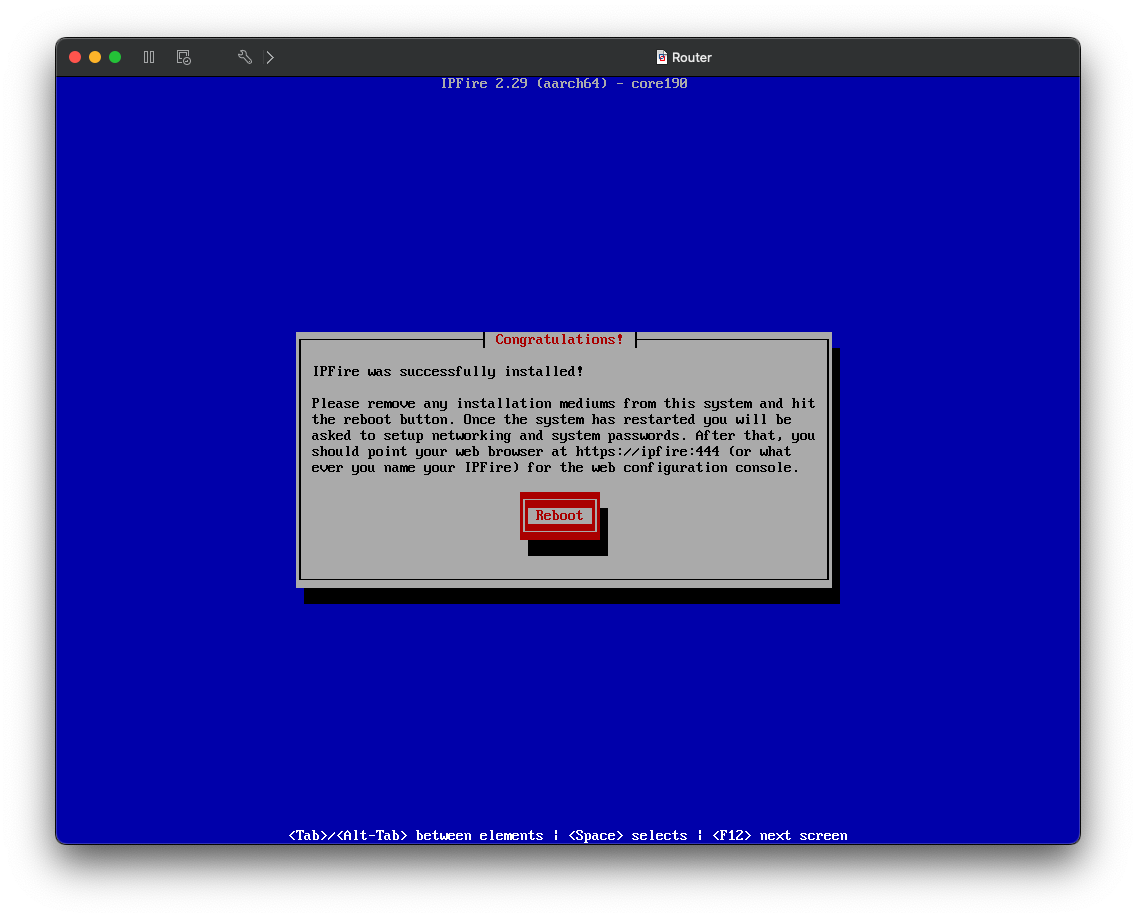 Router
IPFire 2.29 (aarch64) - core190
Congratulations!
IPFire was successfully installed!
Please remove any installation mediums from this system and hit
the reboot button. Once the system has restarted you will be
asked to setup networking and system passwords. After that, you
should point your web browser at https://ipfire:444 (or what
ever you name your IPFire) for the web configuration console.
Reboot
<Tab>/<Alt-Tab> between elements | <Space> selects | <F12> next screen